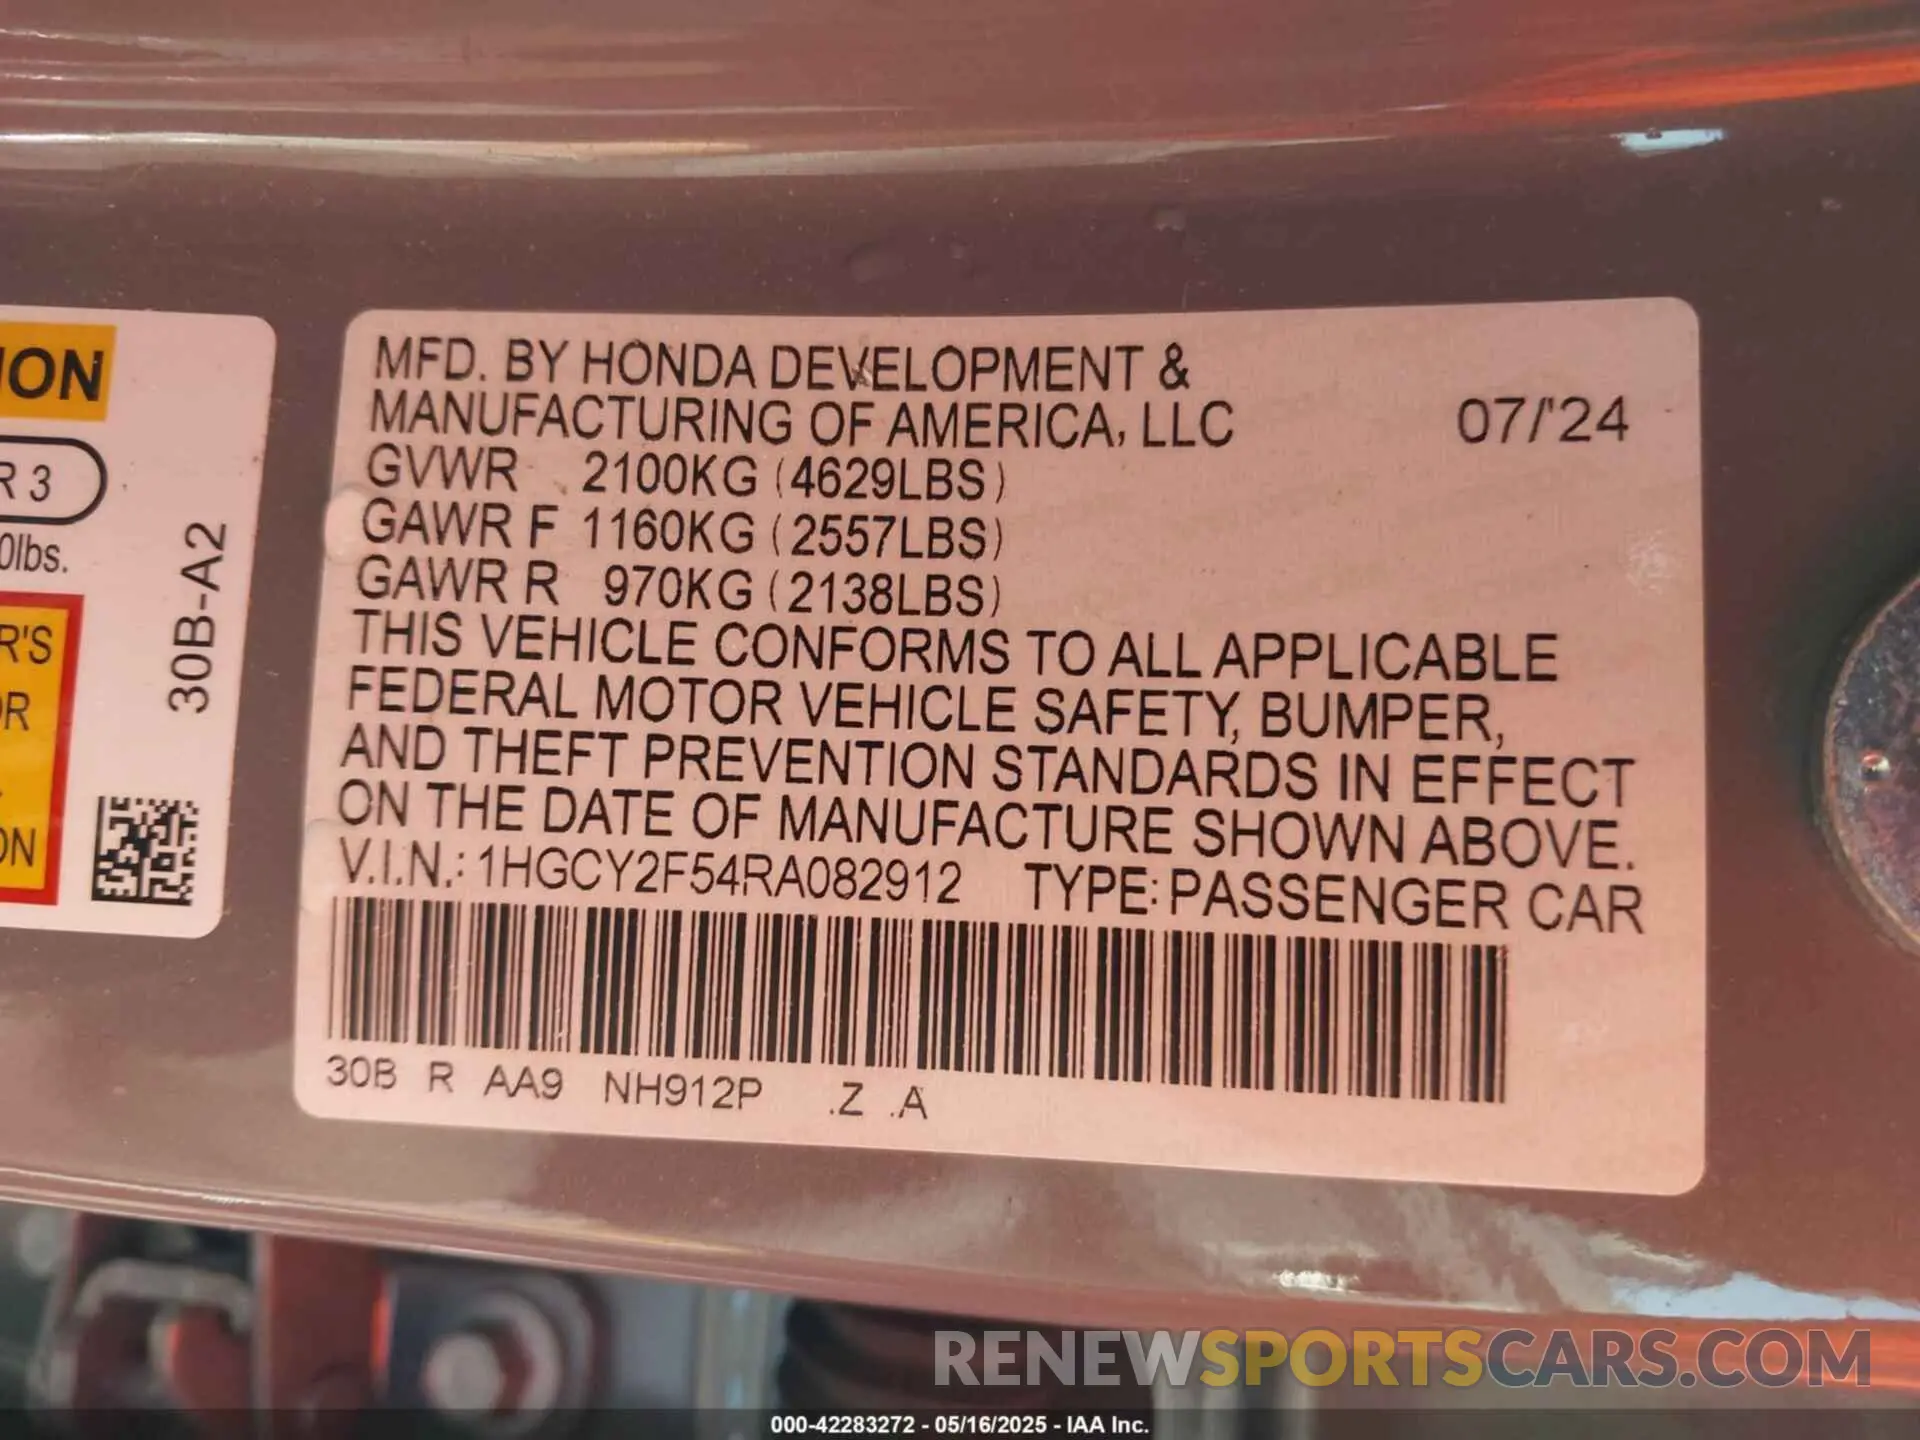 ION
R 3
0lbs.
R'S
OR
ON
30B-A2
MFD. BY HONDA DEVELOPMENT &
MANUFACTURING OF AMERICA, LLC 07/'24
GVWR 2100KG (4629LBS)
GAWR F 1160KG (2557LBS)
GAWR R 970KG (2138LBS)
THIS VEHICLE CONFORMS TO ALL APPLICABLE
FEDERAL MOTOR VEHICLE SAFETY, BUMPER,
AND THEFT PREVENTION STANDARDS IN EFFECT
ON THE DATE OF MANUFACTURE SHOWN ABOVE.
V.I.N.: 1HGCY2F54RA082912 TYPE: PASSENGER CAR
30B R AA9 NH912P .Z .A
RENEWSPORTSCARS.COM
000-42283272 - 05/16/2025 - IAA Inc.